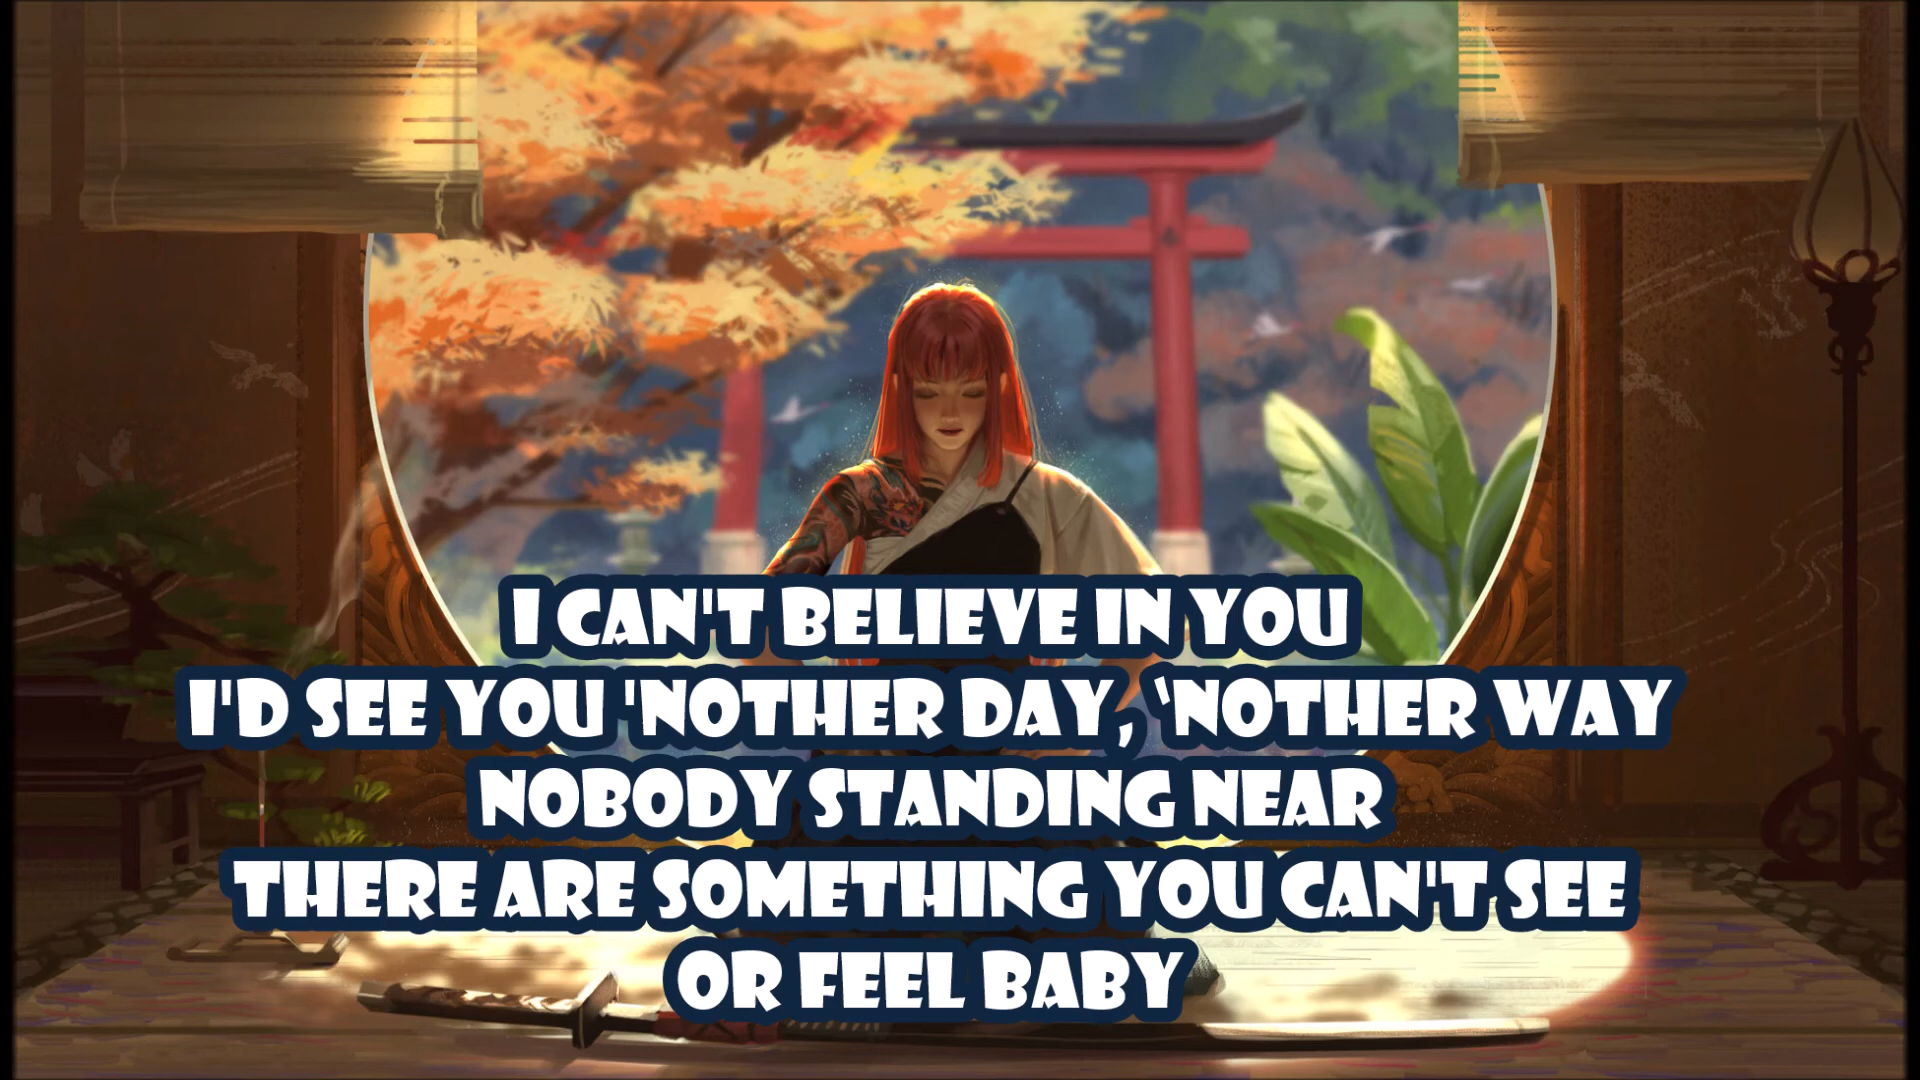 I CAN'T BELIEVE IN YOU
I'D SEE YOU 'NOTHER DAY, ‘NOTHER WAY
NOBODY STANDING NEAR
THERE ARE SOMETHING YOU CAN'T SEE
OR FEEL BABY